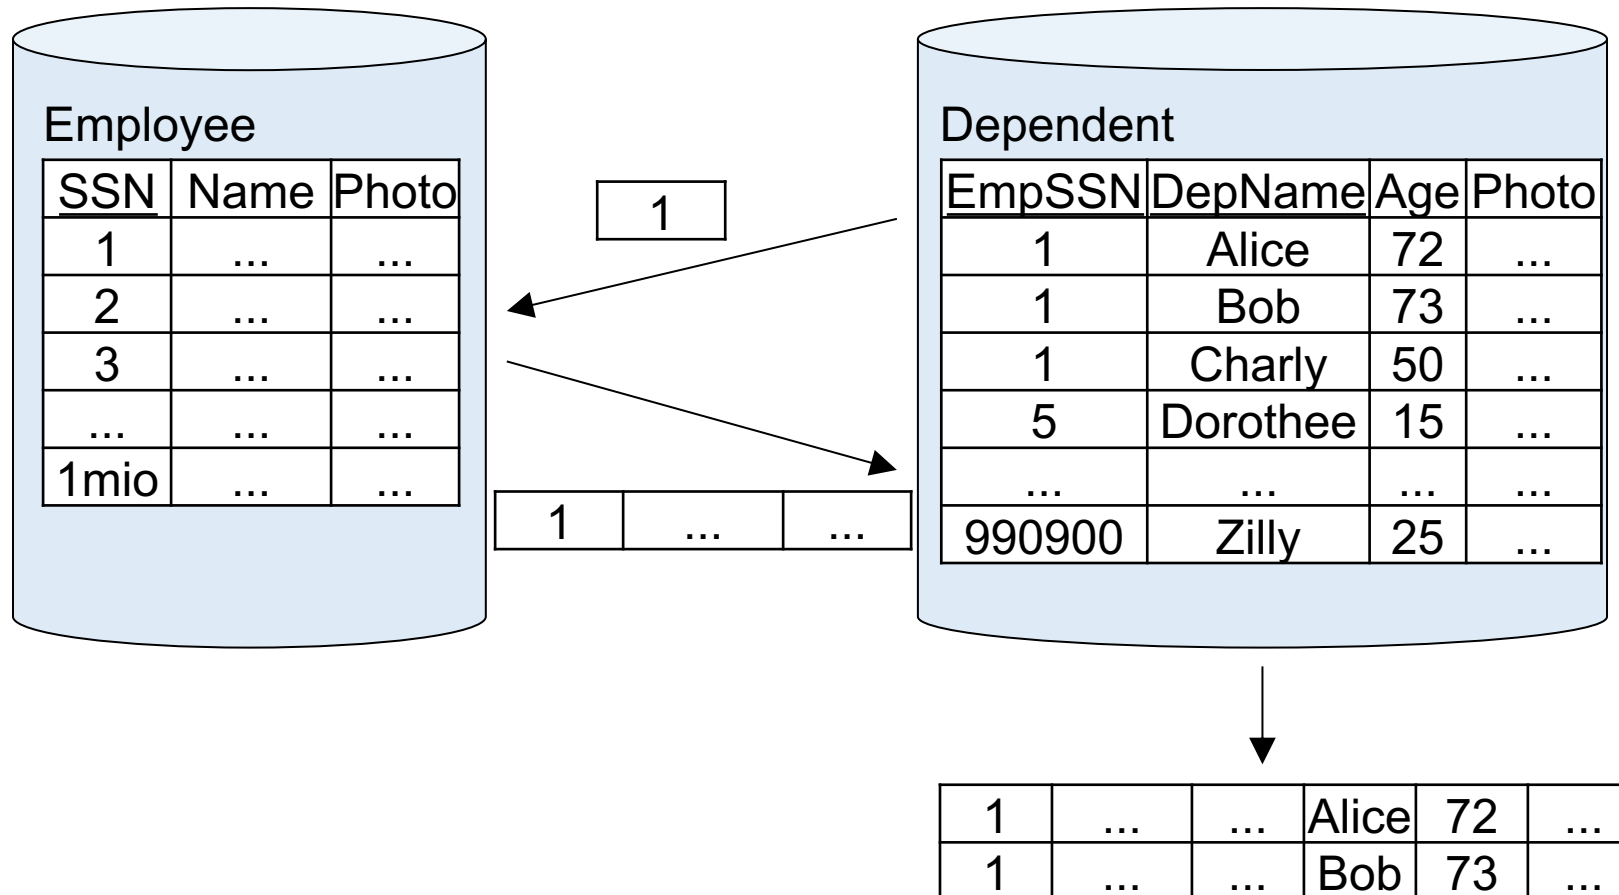 Employee
SSN Name Photo
1 ... ...
2 ... ...
3 ... ...
... ... ...
1mio ... ...
1
1 ... ...
Dependent
EmpSSN DepName Age Photo
1 Alice 72 ...
1 Bob 73 ...
1 Charly 50 ...
5 Dorothee 15 ...
... ... ... ...
990900 Zilly 25 ...
1 ... ... Alice 72 ...
1 ... ... Bob 73 ...